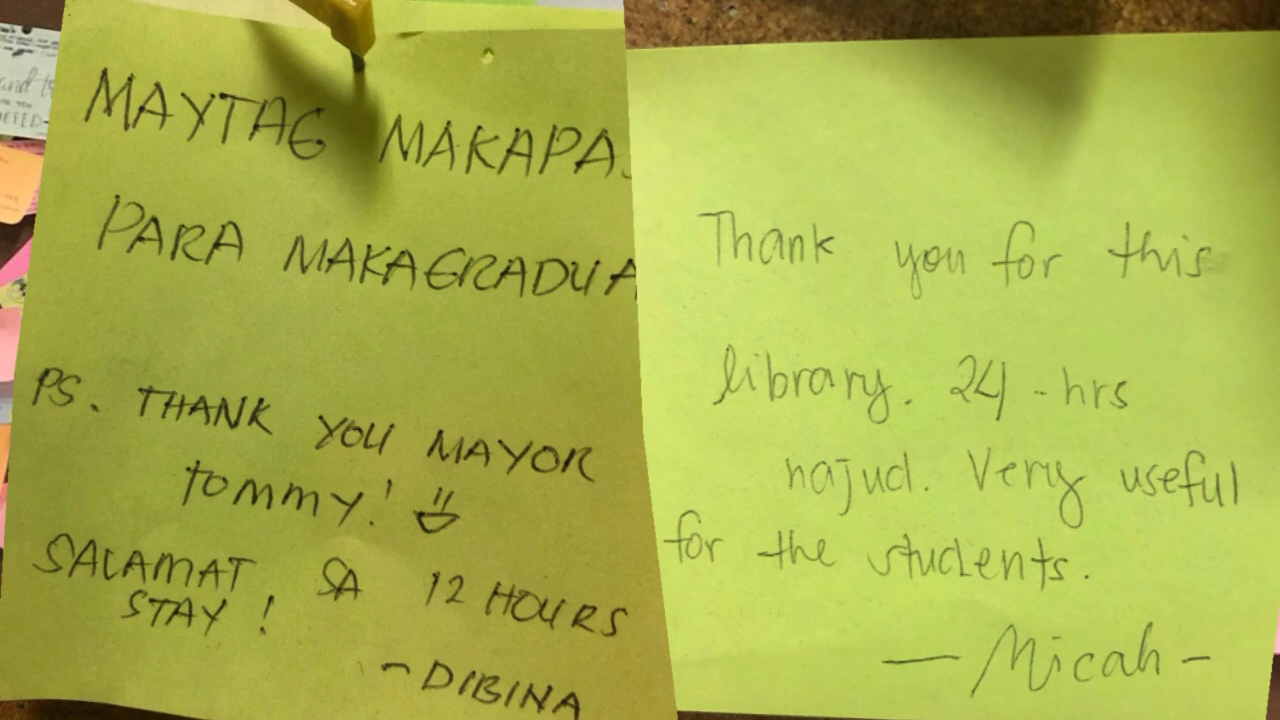 MAYTAG MAKAPA
PARA MAKAGRADUA
PS. THANK YOU MAYOR
TOMMY!
SALAMAT SA 12 HOURS
STAY!
- DIBINA
Thank you for this
library. 24-hrs
najud. Very useful
for the students.
— Micah -